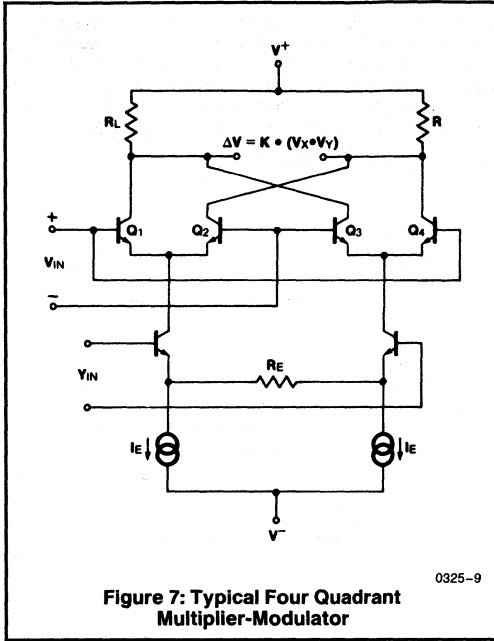 V+
RL
ΔV = K • (VX•VY)
R
+
Q1
Q2
Q3
Q4
VIN
−
RE
YIN
IE
IE
V−
0325-9
Figure 7: Typical Four Quadrant
Multiplier-Modulator